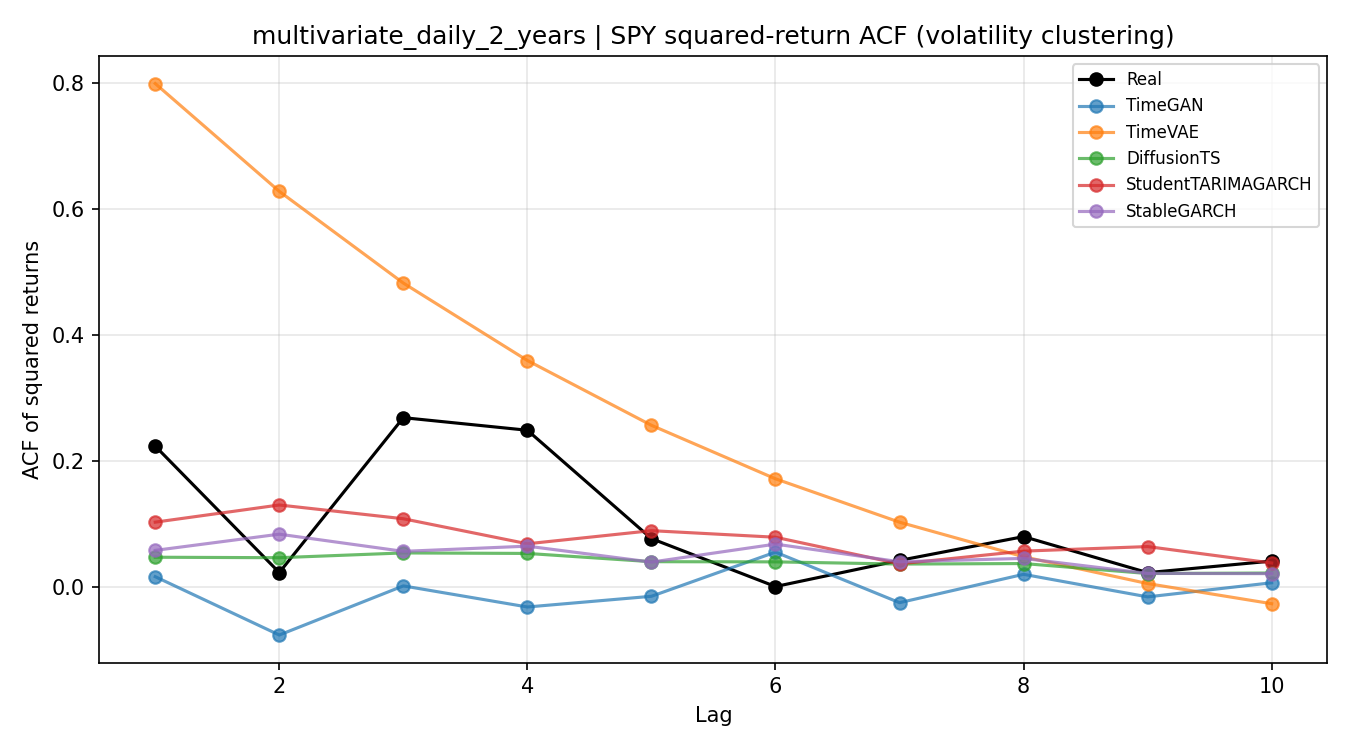 multivariate_daily_2_years | SPY squared-return ACF (volatility clustering)
Real
TimeGAN
TimeVAE
DiffusionTS
StudentTARIMAGARCH
StableGARCH
ACF of squared returns
0.8
0.6
0.4
0.2
0.0
2 4 6 8 10
Lag